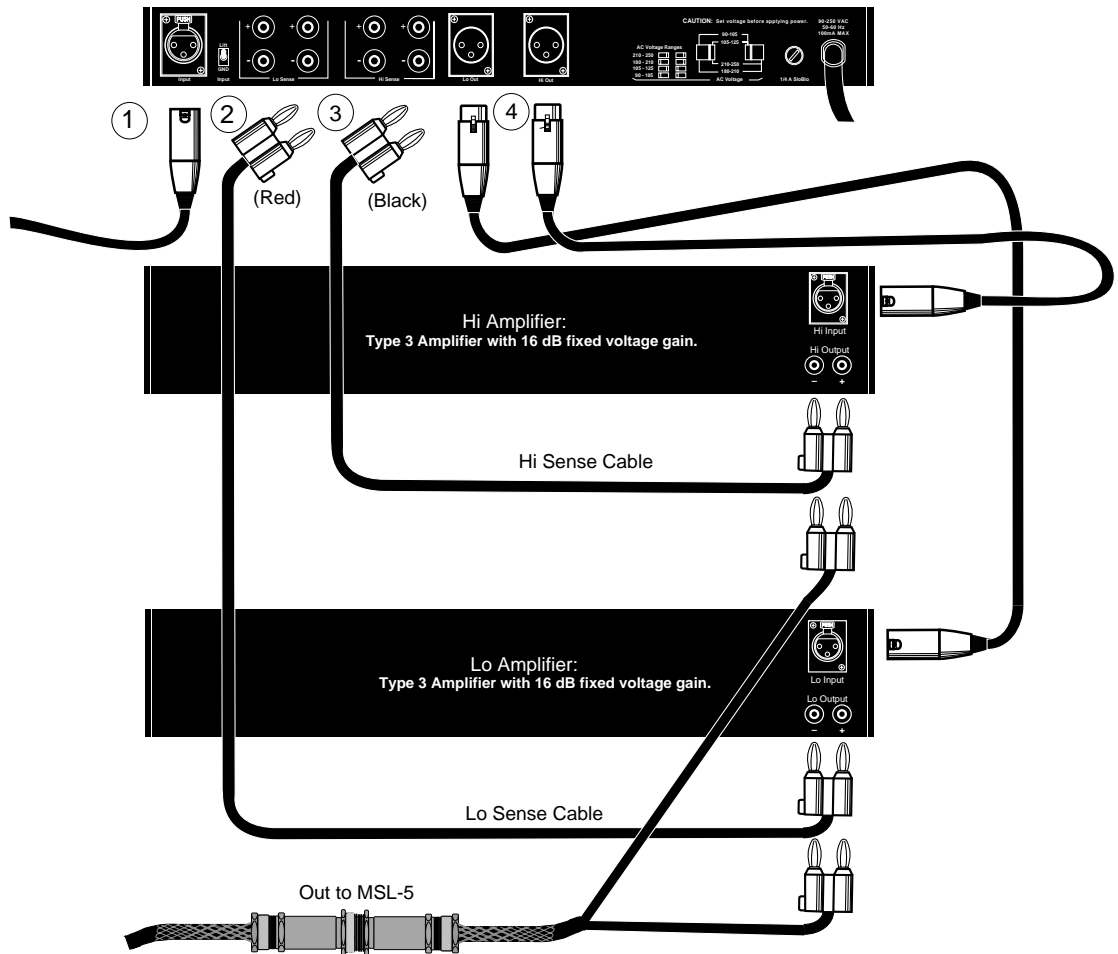 PUSH
Input
Lift
GND
Input
+ +
- -
Lo Sense
+ +
- -
Hi Sense
Lo Out
Hi Out
CAUTION: Set voltage before applying power.
AC Voltage Ranges
210 - 250
180 - 210
105 - 125
90 - 105
90-105
105-125
210-250
180-210
AC Voltage
1/4 A SloBlo
90-250 VAC
50-60 Hz
100mA MAX
1
2
3
4
(Red)
(Black)
Hi Amplifier:
Type 3 Amplifier with 16 dB fixed voltage gain.
PUSH
Hi Input
Hi Output
– +
Hi Sense Cable
Lo Amplifier:
Type 3 Amplifier with 16 dB fixed voltage gain.
PUSH
Lo Input
Lo Output
– +
Lo Sense Cable
Out to MSL-5